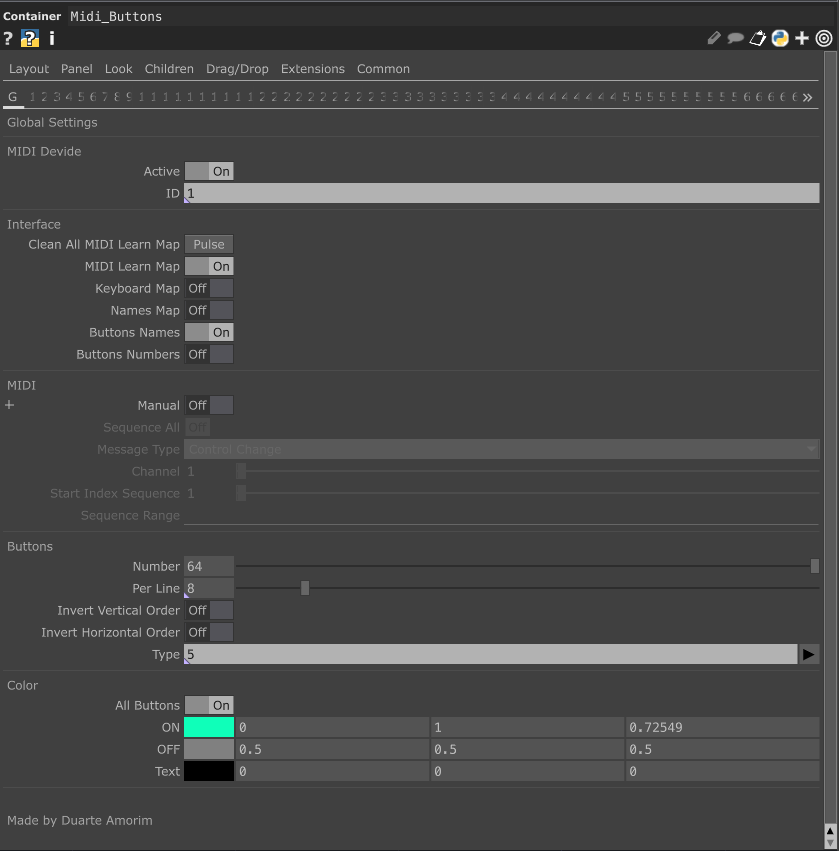 Container Midi_Buttons
? ? i
Layout Panel Look Children Drag/Drop Extensions Common
G 1 2 3 4 5 6 7 8 9 1 1 1 1 1 1 1 1 1 1 2 2 2 2 2 2 2 2 2 2 3 3 3 3 3 3 3 3 3 3 4 4 4 4 4 4 4 4 4 4 5 5 5 5 5 5 5 5 5 5 6 6 6 6 6 »
Global Settings
MIDI Devide
Active On
ID 1
Interface
Clean All MIDI Learn Map Pulse
MIDI Learn Map On
Keyboard Map Off
Names Map Off
Buttons Names On
Buttons Numbers Off
MIDI
+ Manual Off
Sequence All Off
Message Type Control Change
Channel 1
Start Index Sequence 1
Sequence Range
Buttons
Number 64
Per Line 8
Invert Vertical Order Off
Invert Horizontal Order Off
Type 5
Color
All Buttons On
ON 0 1 0.72549
OFF 0.5 0.5 0.5
Text 0 0 0
Made by Duarte Amorim